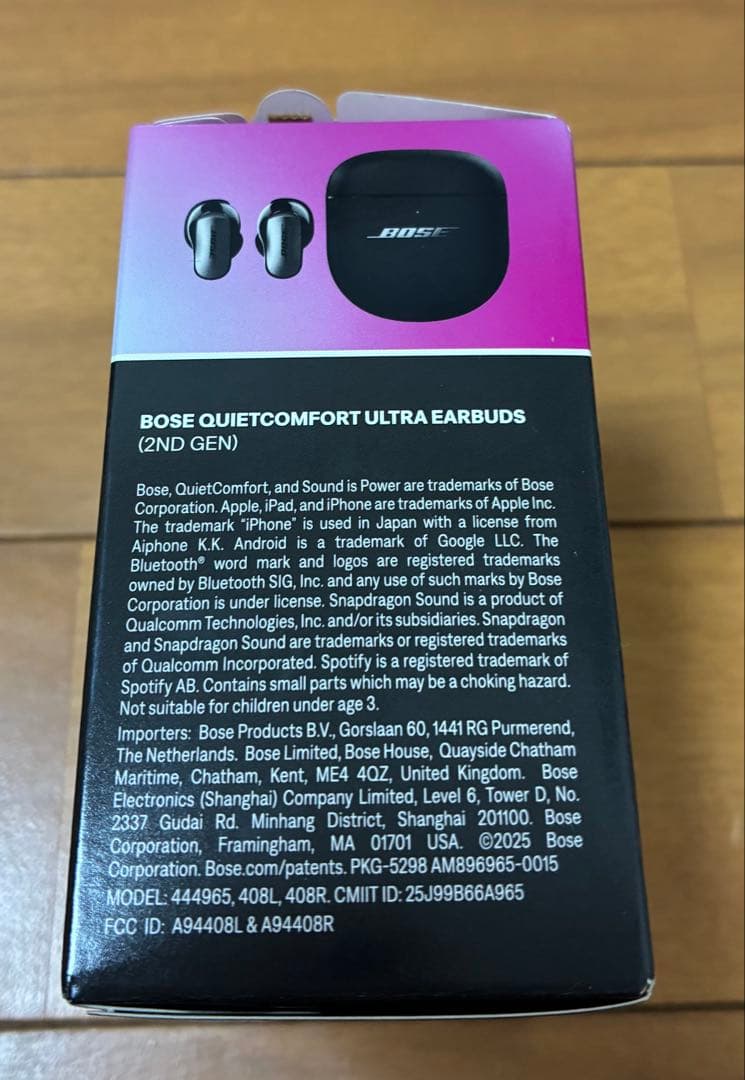 BOSE
BOSE QUIETCOMFORT ULTRA EARBUDS
(2ND GEN)
Bose, QuietComfort, and Sound is Power are trademarks of Bose
Corporation. Apple, iPad, and iPhone are trademarks of Apple Inc.
The trademark “iPhone” is used in Japan with a license from
Aiphone K.K. Android is a trademark of Google LLC. The
Bluetooth® word mark and logos are registered trademarks
owned by Bluetooth SIG, Inc. and any use of such marks by Bose
Corporation is under license. Snapdragon Sound is a product of
Qualcomm Technologies, Inc. and/or its subsidiaries. Snapdragon
and Snapdragon Sound are trademarks or registered trademarks
of Qualcomm Incorporated. Spotify is a registered trademark of
Spotify AB. Contains small parts which may be a choking hazard.
Not suitable for children under age 3.
Importers: Bose Products B.V., Gorslaan 60, 1441 RG Purmerend,
The Netherlands. Bose Limited, Bose House, Quayside Chatham
Maritime, Chatham, Kent, ME4 4QZ, United Kingdom. Bose
Electronics (Shanghai) Company Limited, Level 6, Tower D, No.
2337 Gudai Rd. Minhang District, Shanghai 201100. Bose
Corporation, Framingham, MA 01701 USA. ©2025 Bose
Corporation. Bose.com/patents. PKG-5298 AM896965-0015
MODEL: 444965, 408L, 408R. CMIIT ID: 25J99B66A965
FCC ID: A94408L & A94408R